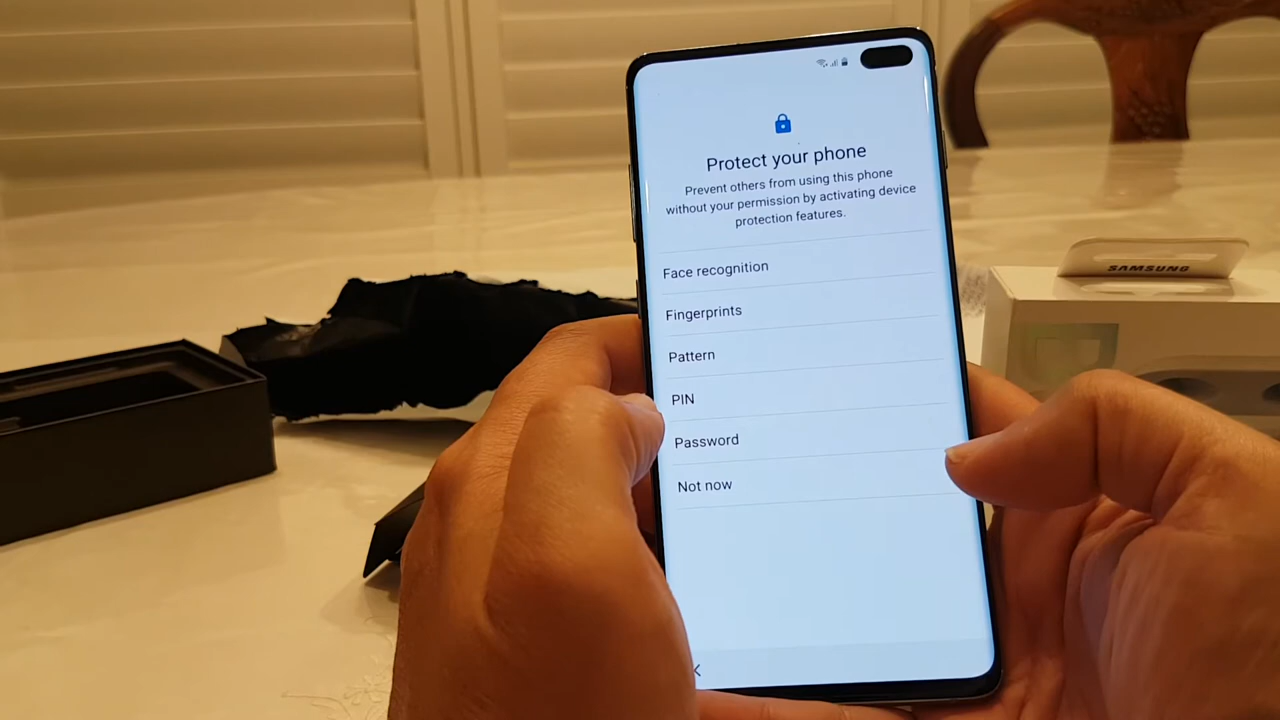 Protect your phone
Prevent others from using this phone
without your permission by activating device
protection features.
Face recognition
Fingerprints
Pattern
PIN
Password
Not now
SAMSUNG